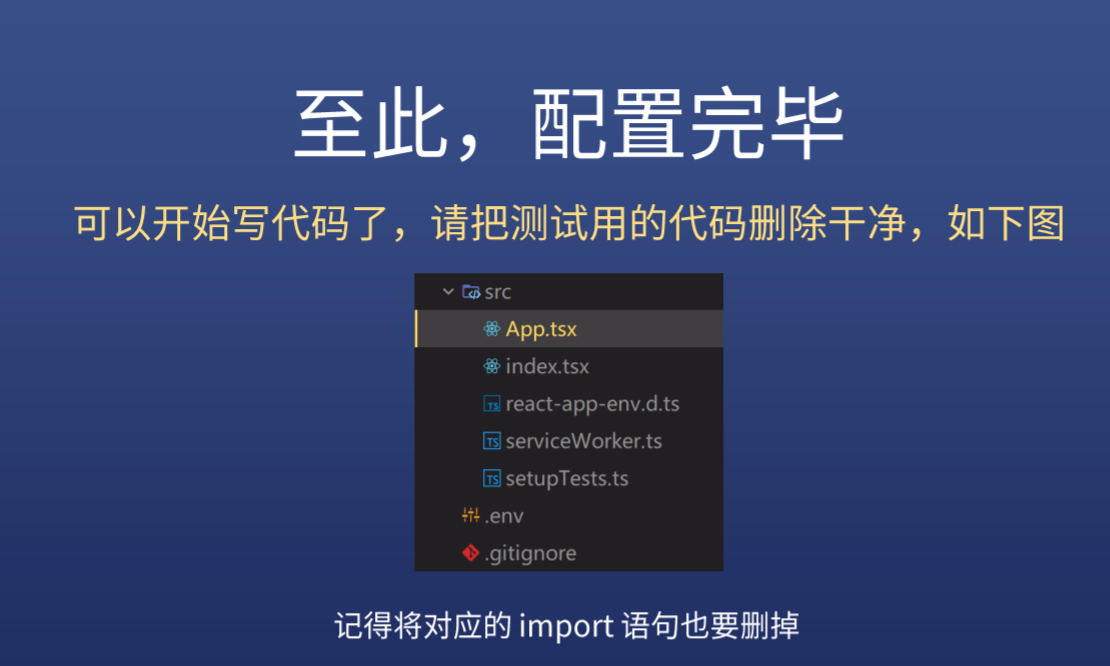 至此，配置完毕
可以开始写代码了，请把测试用的代码删除干净，如下图
src
App.tsx
index.tsx
react-app-env.d.ts
serviceWorker.ts
setupTests.ts
.env
.gitignore
记得将对应的 import 语句也要删掉